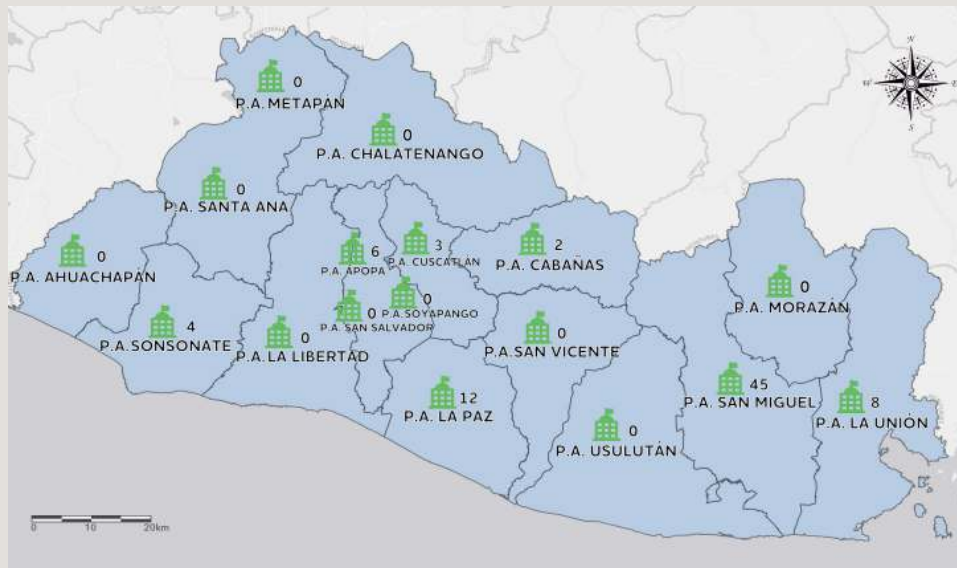 N
W
E
S
0
P.A. METAPÁN
0
P.A. CHALATENANGO
0
P.A. SANTA ANA
0
P.A. AHUACHAPÁN
6
P.A. APOPA
3
P.A. CUSCATLÁN
2
P.A. CABAÑAS
0
P.A. MORAZÁN
4
P.A.SONSONATE
0
P.A. LA LIBERTAD
0
P.A. SAN SALVADOR
0
P.A.SOYAPANGO
0
P.A.SAN VICENTE
12
P.A. LA PAZ
0
P.A. USULUTÁN
45
P.A. SAN MIGUEL
8
P.A. LA UNIÓN
0 10 20km